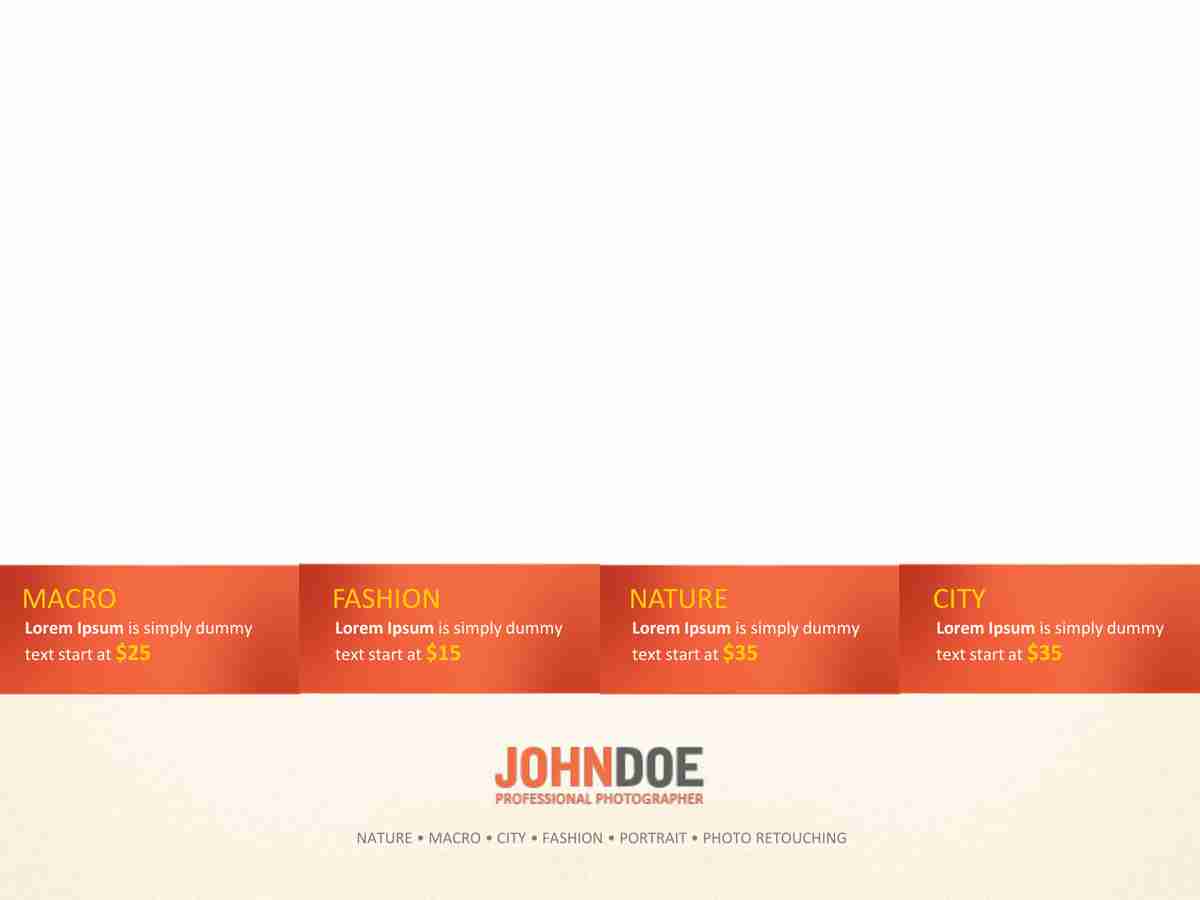 MACRO
Lorem Ipsum is simply dummy
text start at $25
FASHION
Lorem Ipsum is simply dummy
text start at $15
NATURE
Lorem Ipsum is simply dummy
text start at $35
CITY
Lorem Ipsum is simply dummy
text start at $35
JOHNDOE
PROFESSIONAL PHOTOGRAPHER
NATURE • MACRO • CITY • FASHION • PORTRAIT • PHOTO RETOUCHING